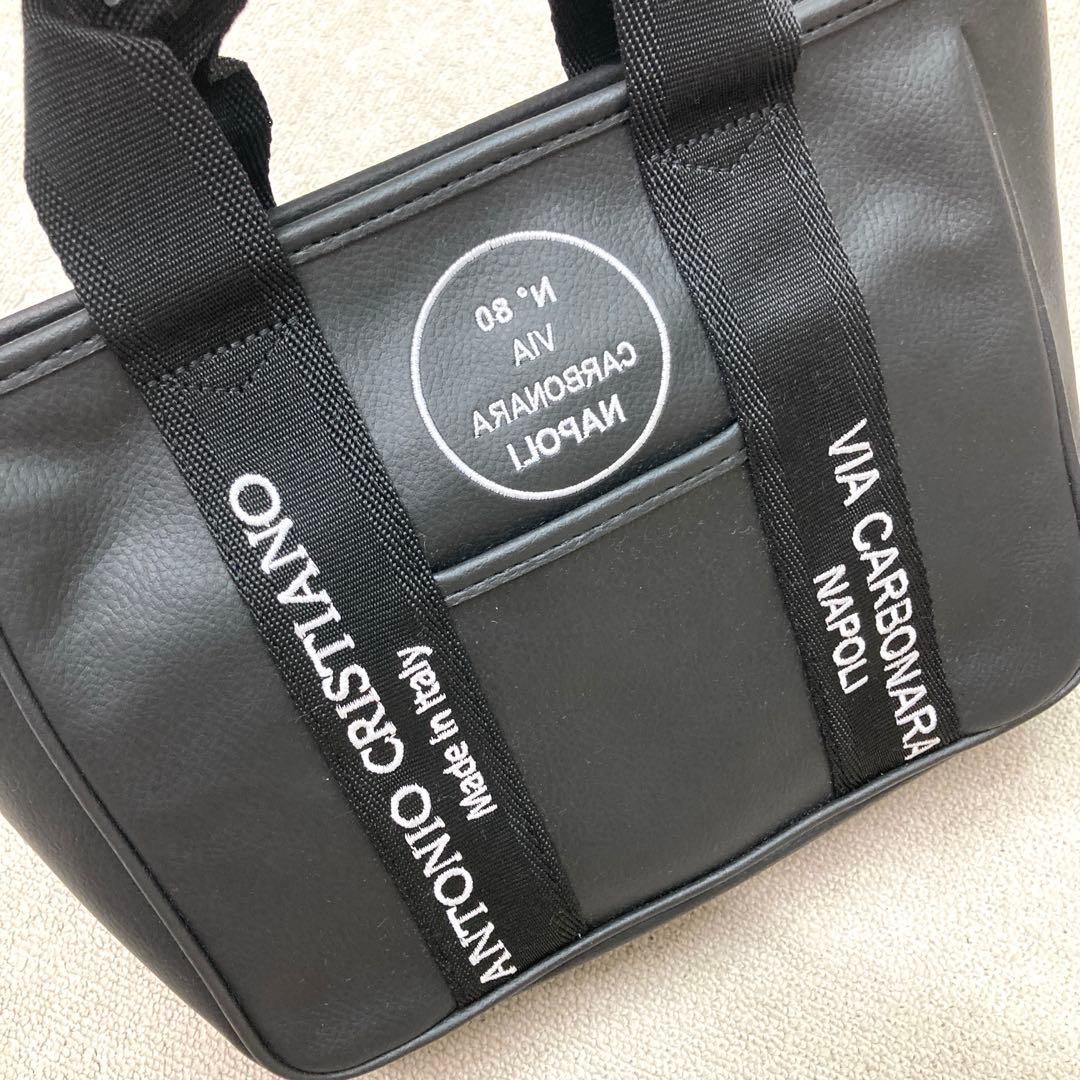 N° 80
VIA
CARBONARA
NAPOLI
ANTONIO CRISTIANO
Made in Italy
VIA CARBONARA
NAPOLI